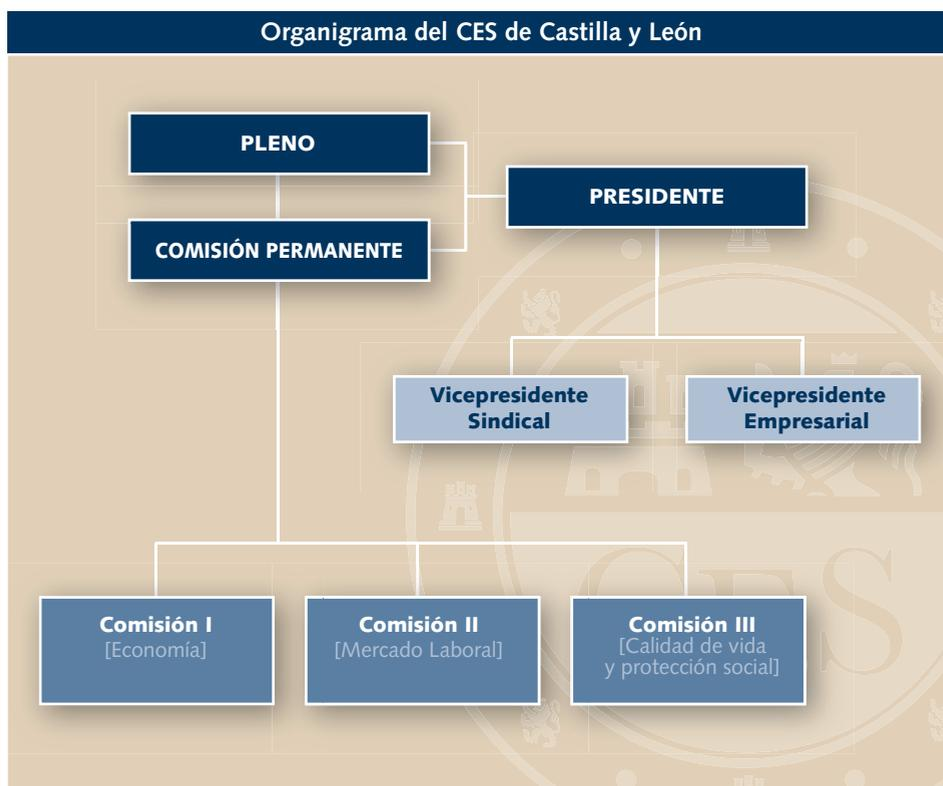 Organigrama del CES de Castilla y León
PLENO
PRESIDENTE
COMISIÓN PERMANENTE
Vicepresidente
Sindical
Vicepresidente
Empresarial
Comisión I
[Economía]
Comisión II
[Mercado Laboral]
Comisión III
[Calidad de vida
y protección social]
CES